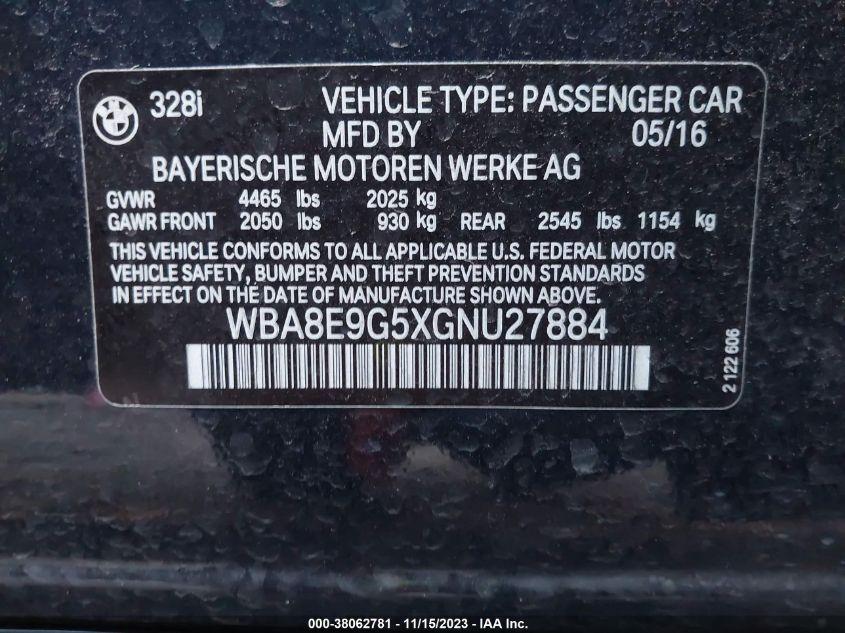 328i VEHICLE TYPE: PASSENGER CAR
MFD BY 05/16
BAYERISCHE MOTOREN WERKE AG
GVWR 4465 lbs 2025 kg
GAWR FRONT 2050 lbs 930 kg REAR 2545 lbs 1154 kg
THIS VEHICLE CONFORMS TO ALL APPLICABLE U.S. FEDERAL MOTOR
VEHICLE SAFETY, BUMPER AND THEFT PREVENTION STANDARDS
IN EFFECT ON THE DATE OF MANUFACTURE SHOWN ABOVE.
WBA8E9G5XGNU27884
2 122 606
000-38062781 - 11/15/2023 - IAA Inc.